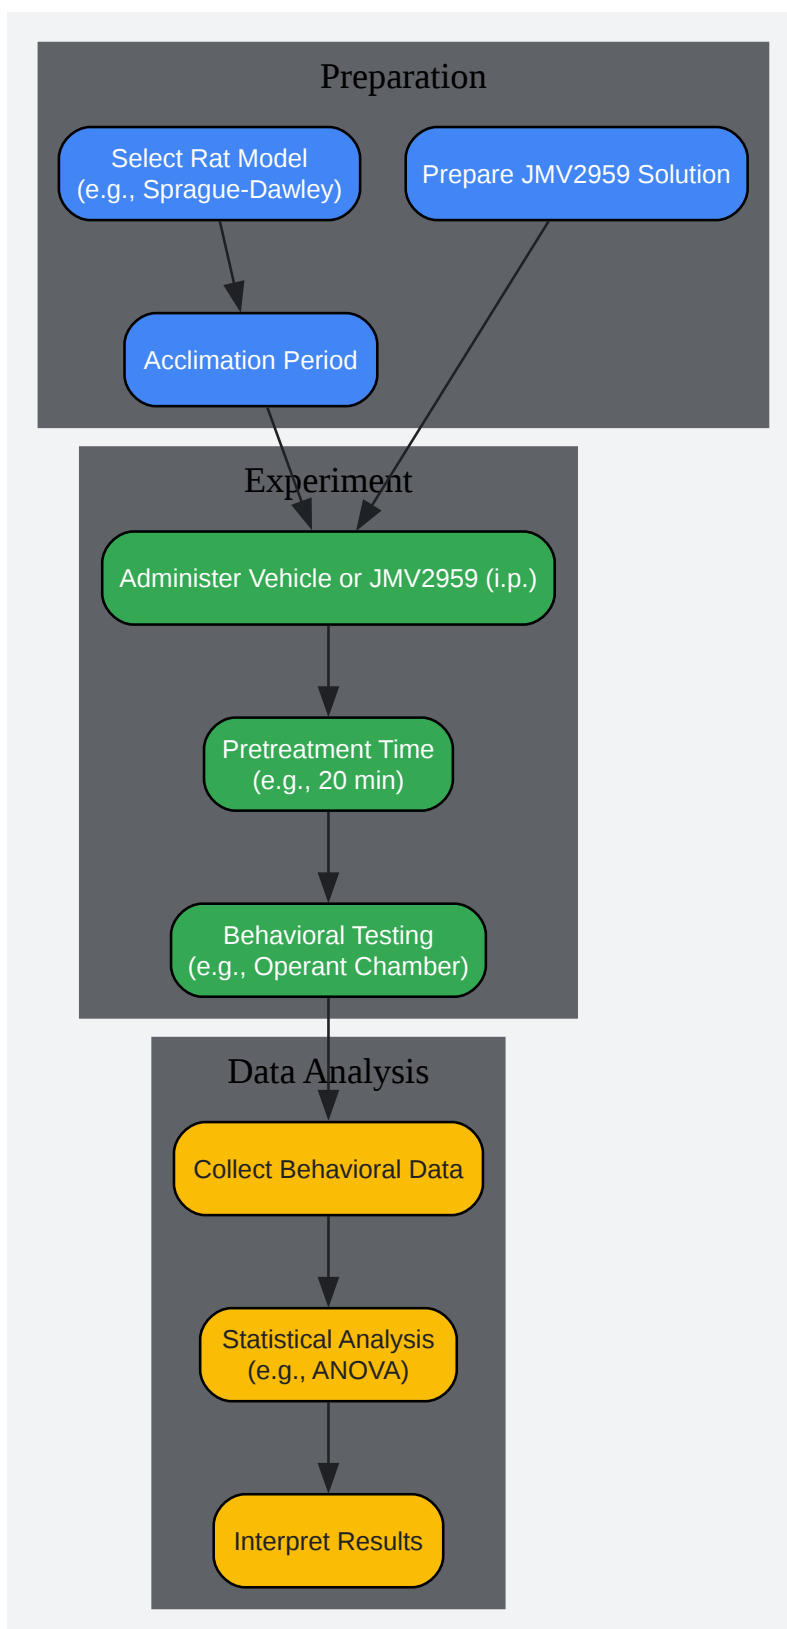 Preparation
Select Rat Model
(e.g., Sprague-Dawley)
Prepare JMV2959 Solution
Acclimation Period
Experiment
Administer Vehicle or JMV2959 (i.p.)
Pretreatment Time
(e.g., 20 min)
Behavioral Testing
(e.g., Operant Chamber)
Data Analysis
Collect Behavioral Data
Statistical Analysis
(e.g., ANOVA)
Interpret Results